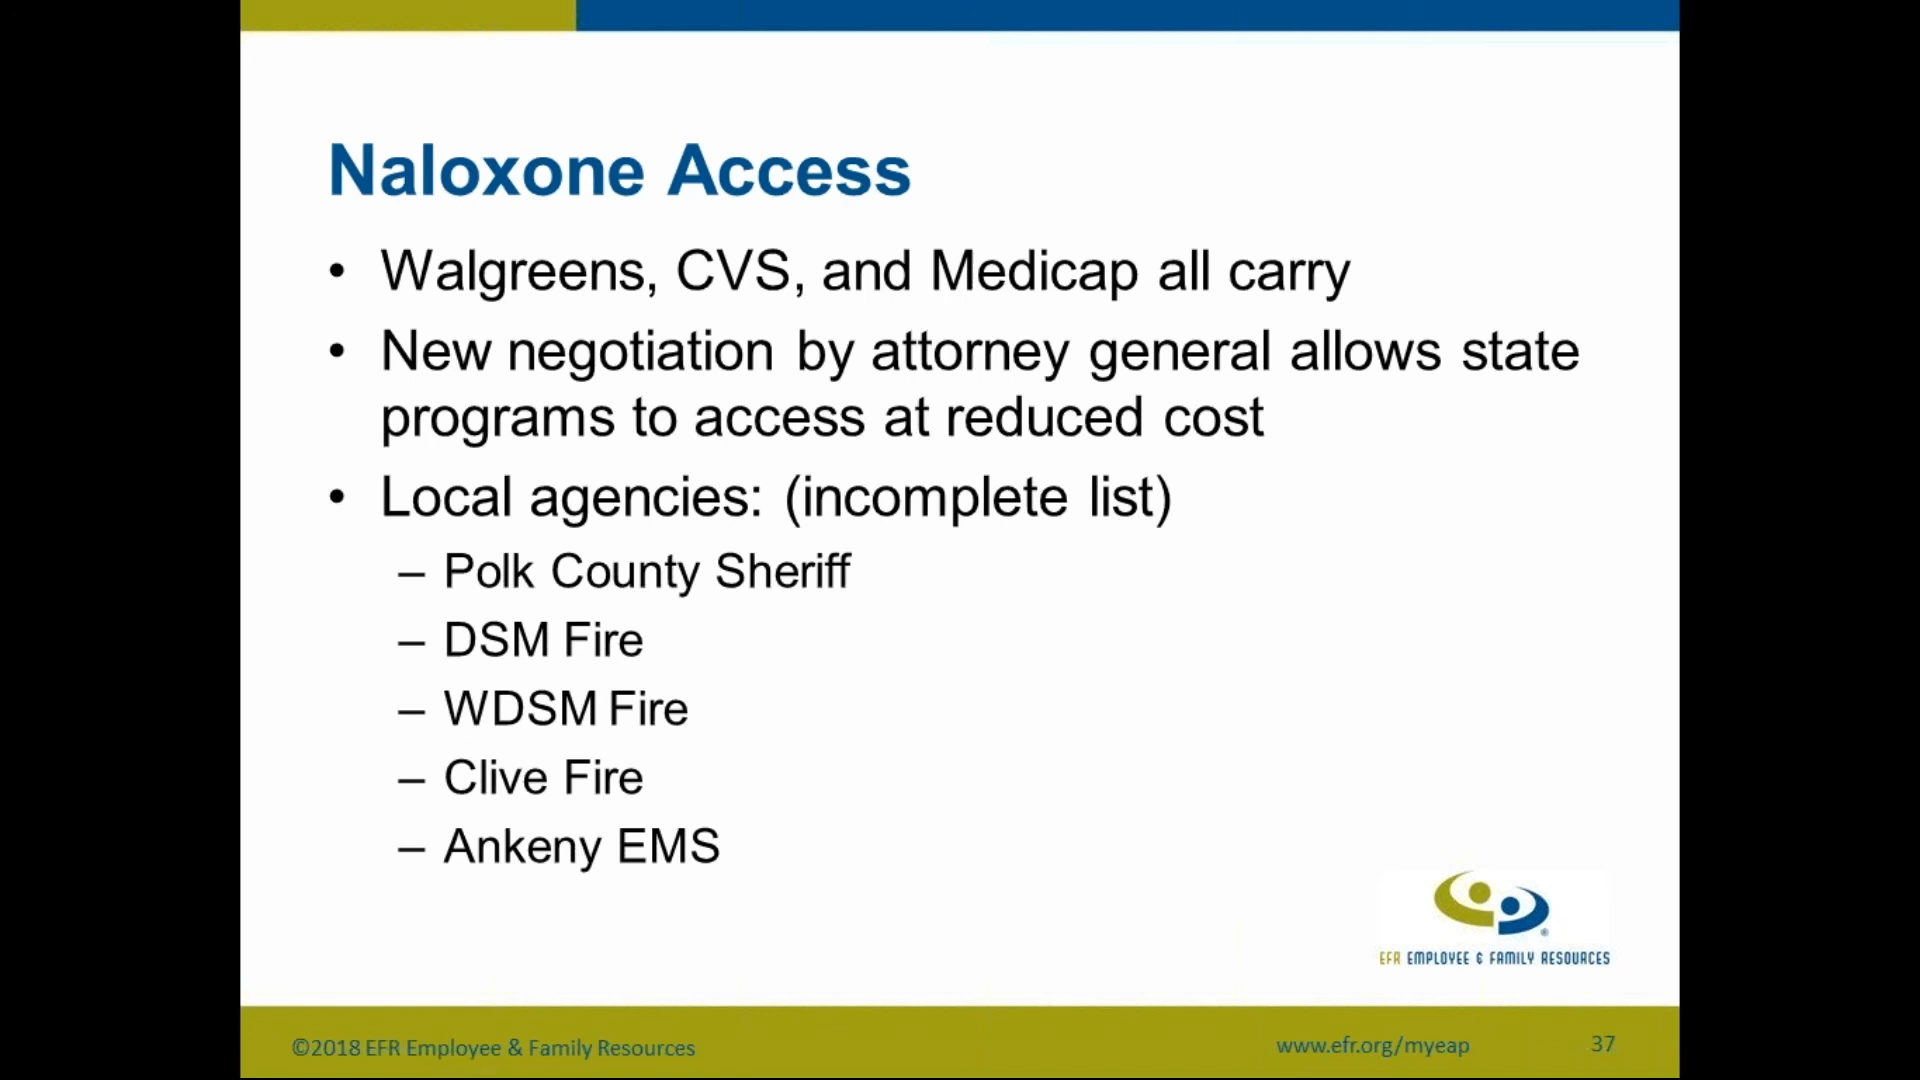 Naloxone Access
• Walgreens, CVS, and Medicap all carry
• New negotiation by attorney general allows state
programs to access at reduced cost
• Local agencies: (incomplete list)
– Polk County Sheriff
– DSM Fire
– WDSM Fire
– Clive Fire
– Ankeny EMS
®
EFR EMPLOYEE & FAMILY RESOURCES
©2018 EFR Employee & Family Resources
www.efr.org/myeap
37